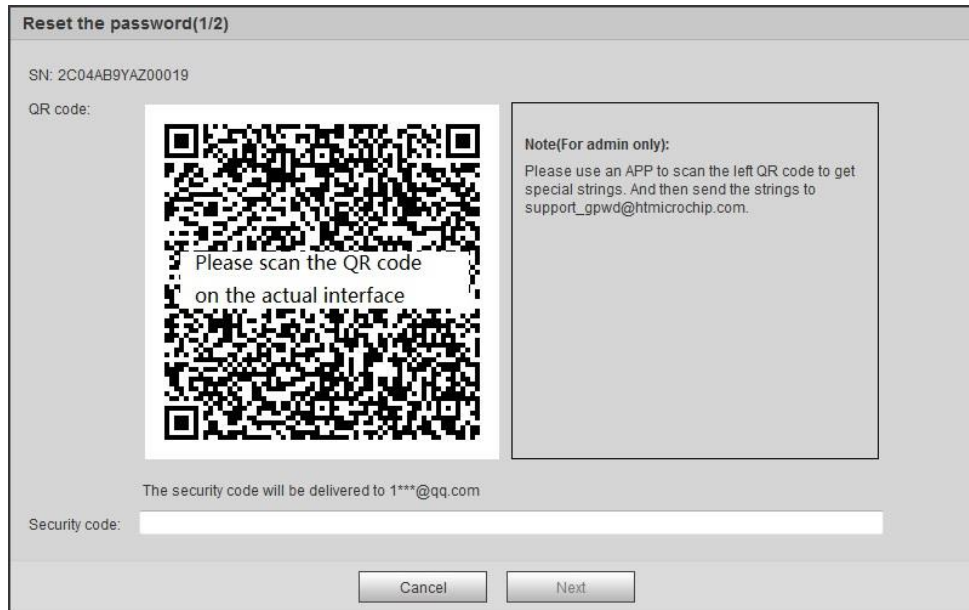 Reset the password(1/2)
SN: 2C04AB9YAZ00019
QR code:
Please scan the QR code
on the actual interface
Note(For admin only):
Please use an APP to scan the left QR code to get
special strings. And then send the strings to
support_gpwd@htmicrochip.com.
The security code will be delivered to 1***@qq.com
Security code:
Cancel
Next